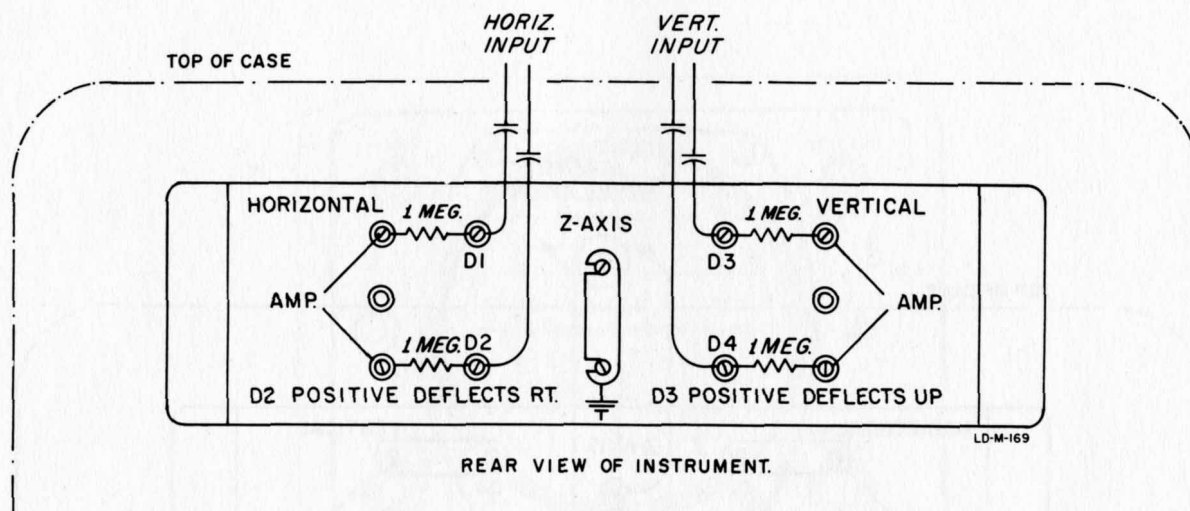 HORIZ.
INPUT
VERT.
INPUT
TOP OF CASE
HORIZONTAL
1 MEG.
D1
Z-AXIS
1 MEG.
VERTICAL
D3
AMP.
AMP.
1 MEG.
D2
D4
1 MEG.
D2 POSITIVE DEFLECTS RT.
D3 POSITIVE DEFLECTS UP
LD-M-169
REAR VIEW OF INSTRUMENT.